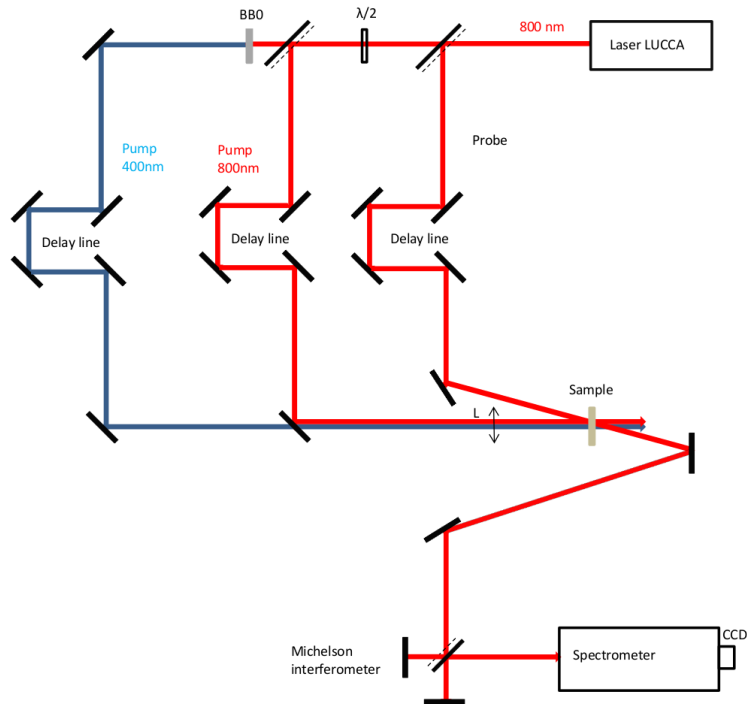 BB0
λ/2
800 nm
Laser LUCCA
Pump
400nm
Pump
800nm
Probe
Delay line
Delay line
Delay line
Sample
L
Michelson
interferometer
Spectrometer
CCD